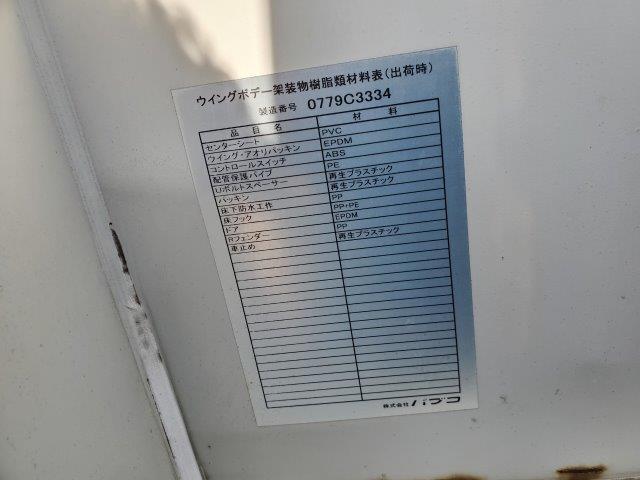 ウイングボデー架装物樹脂類材料表(出荷時)
製造番号 0779C3334
品目名 材料
センターシート PVC
ウイング・アオリパッキン EPDM
コントロールスイッチ ABS
配管保護パイプ PE
Uボルトスペーサー 再生プラスチック
パッキン 再生プラスチック
床下防水工作 PP
床フック PP・PE
ドア EPDM
Rフェンダー PP
車止め 再生プラスチック
株式会社 パブコ